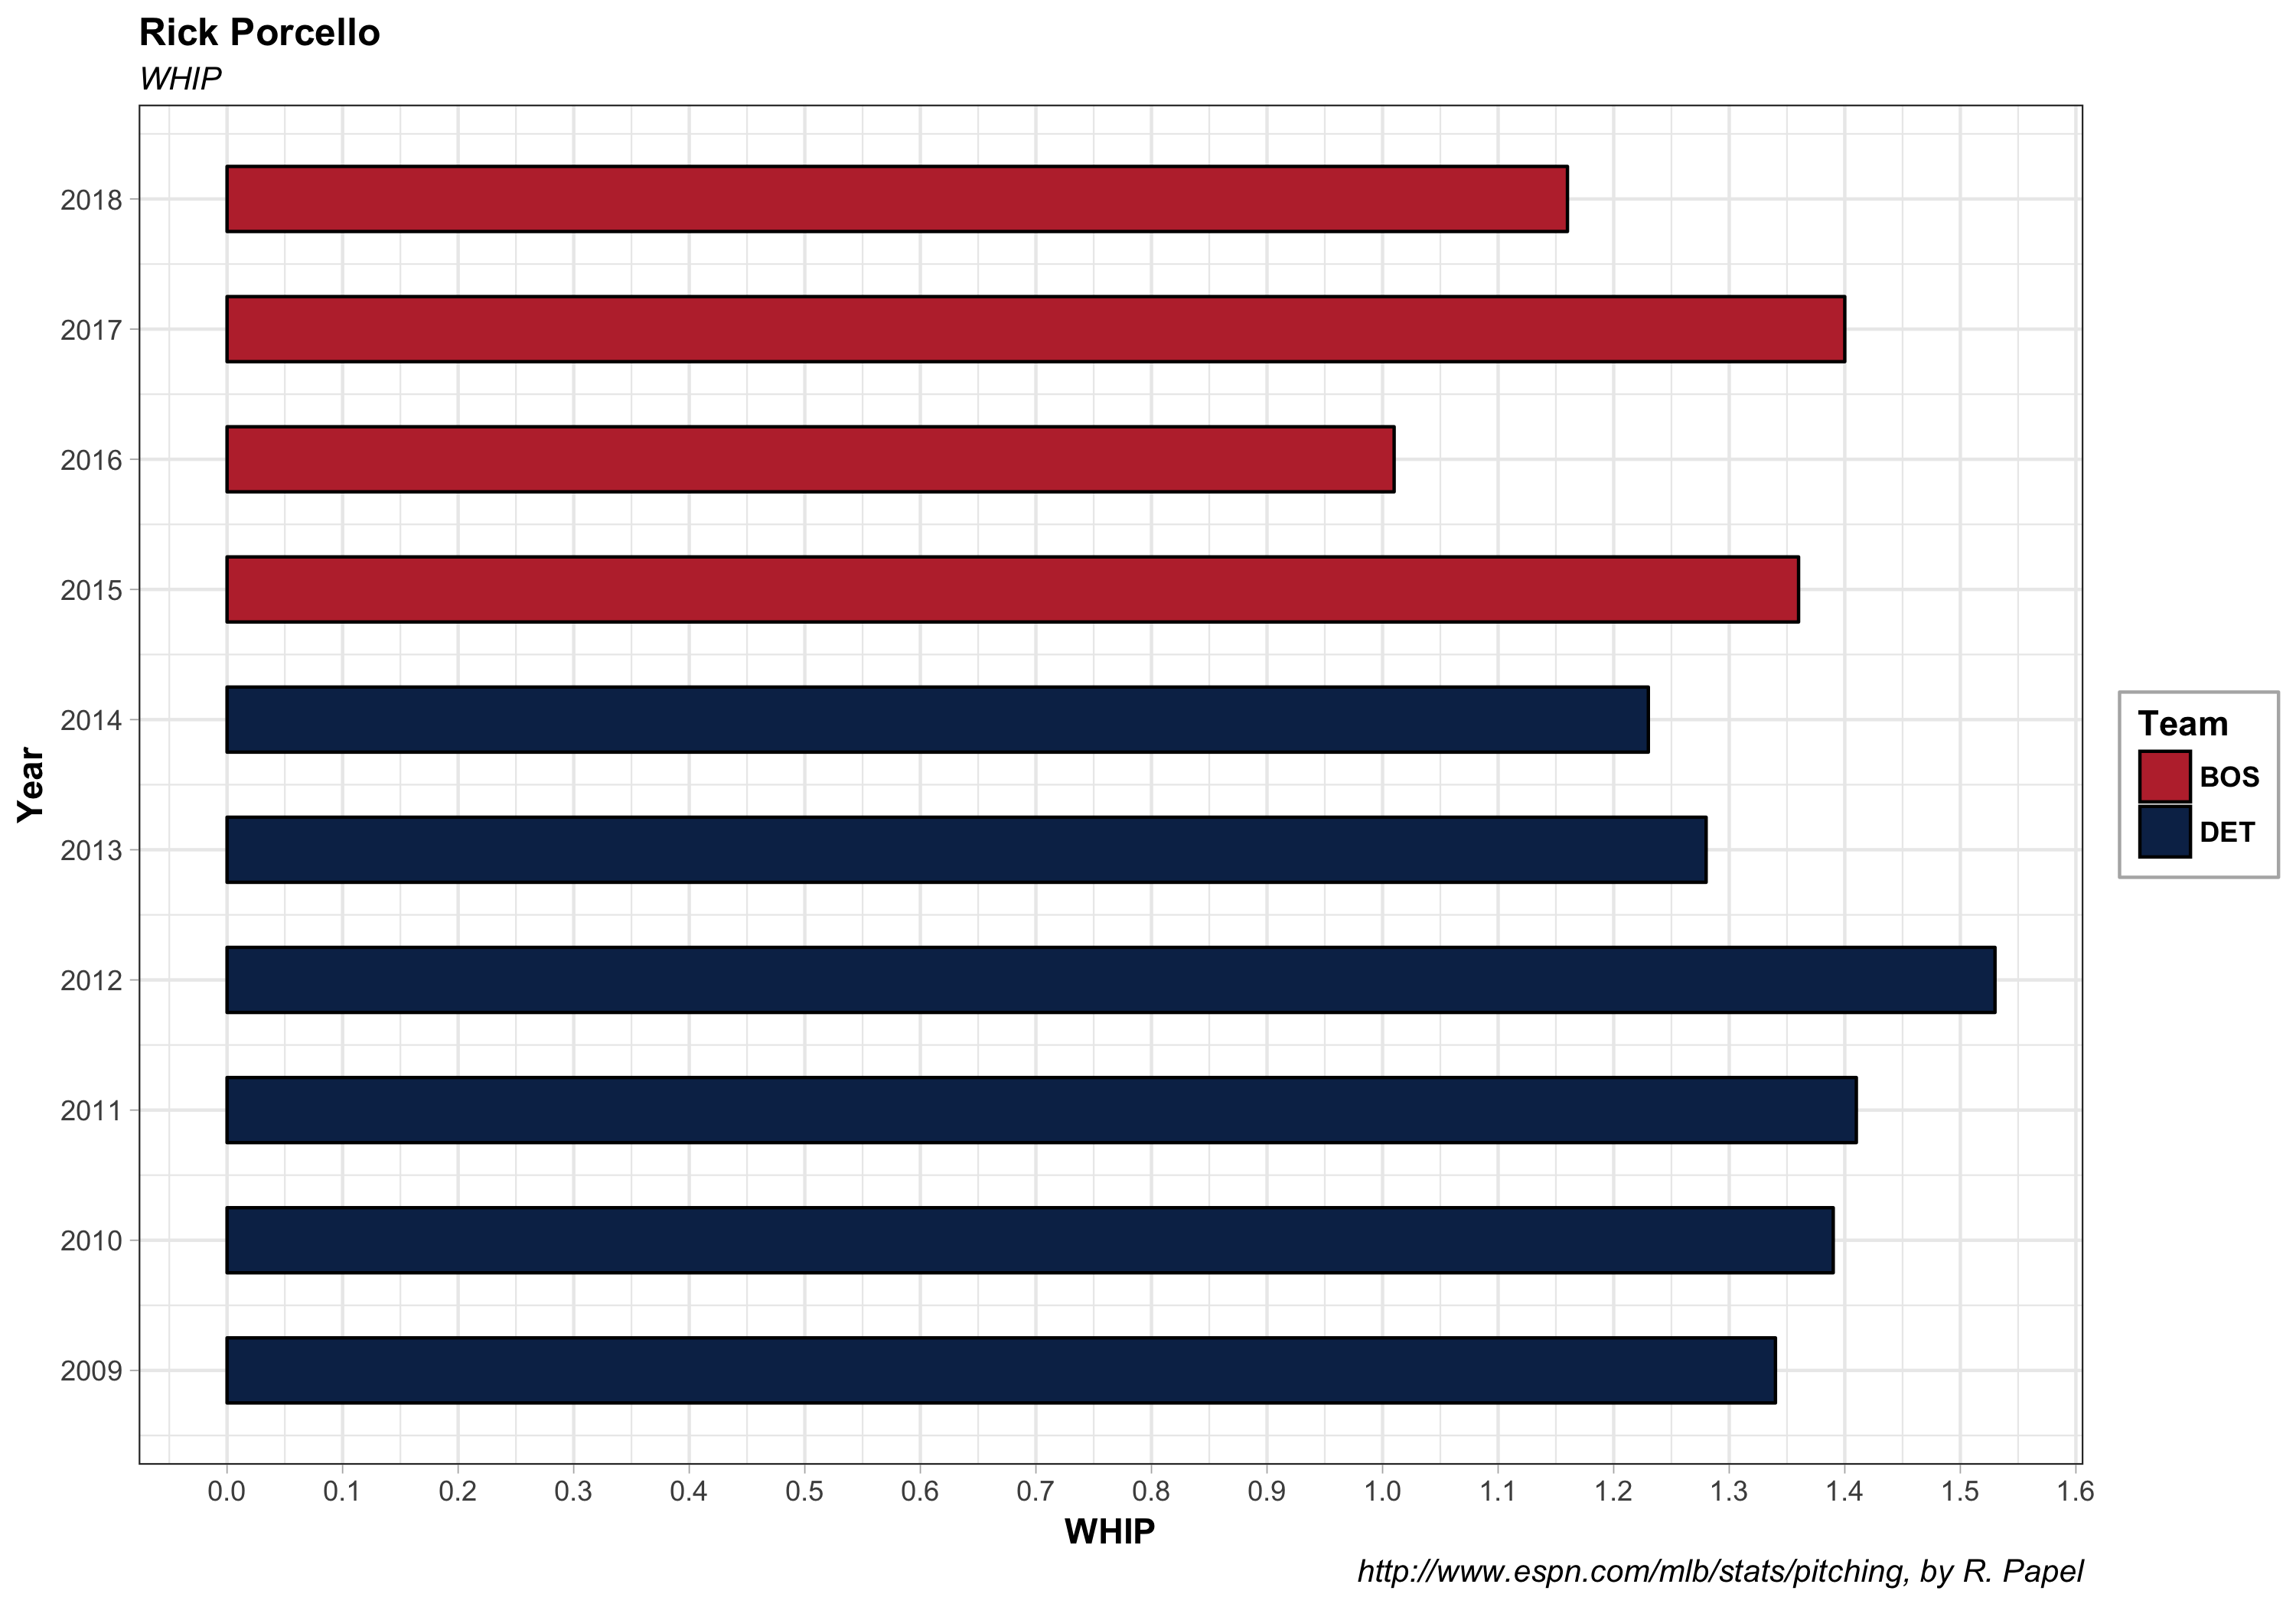 Rick Porcello
WHIP
2018
2017
2016
2015
2014
2013
2012
2011
2010
2009
Year
0.0 0.1 0.2 0.3 0.4 0.5 0.6 0.7 0.8 0.9 1.0 1.1 1.2 1.3 1.4 1.5 1.6
WHIP
Team
BOS
DET
http://www.espn.com/mlb/stats/pitching, by R. Papel